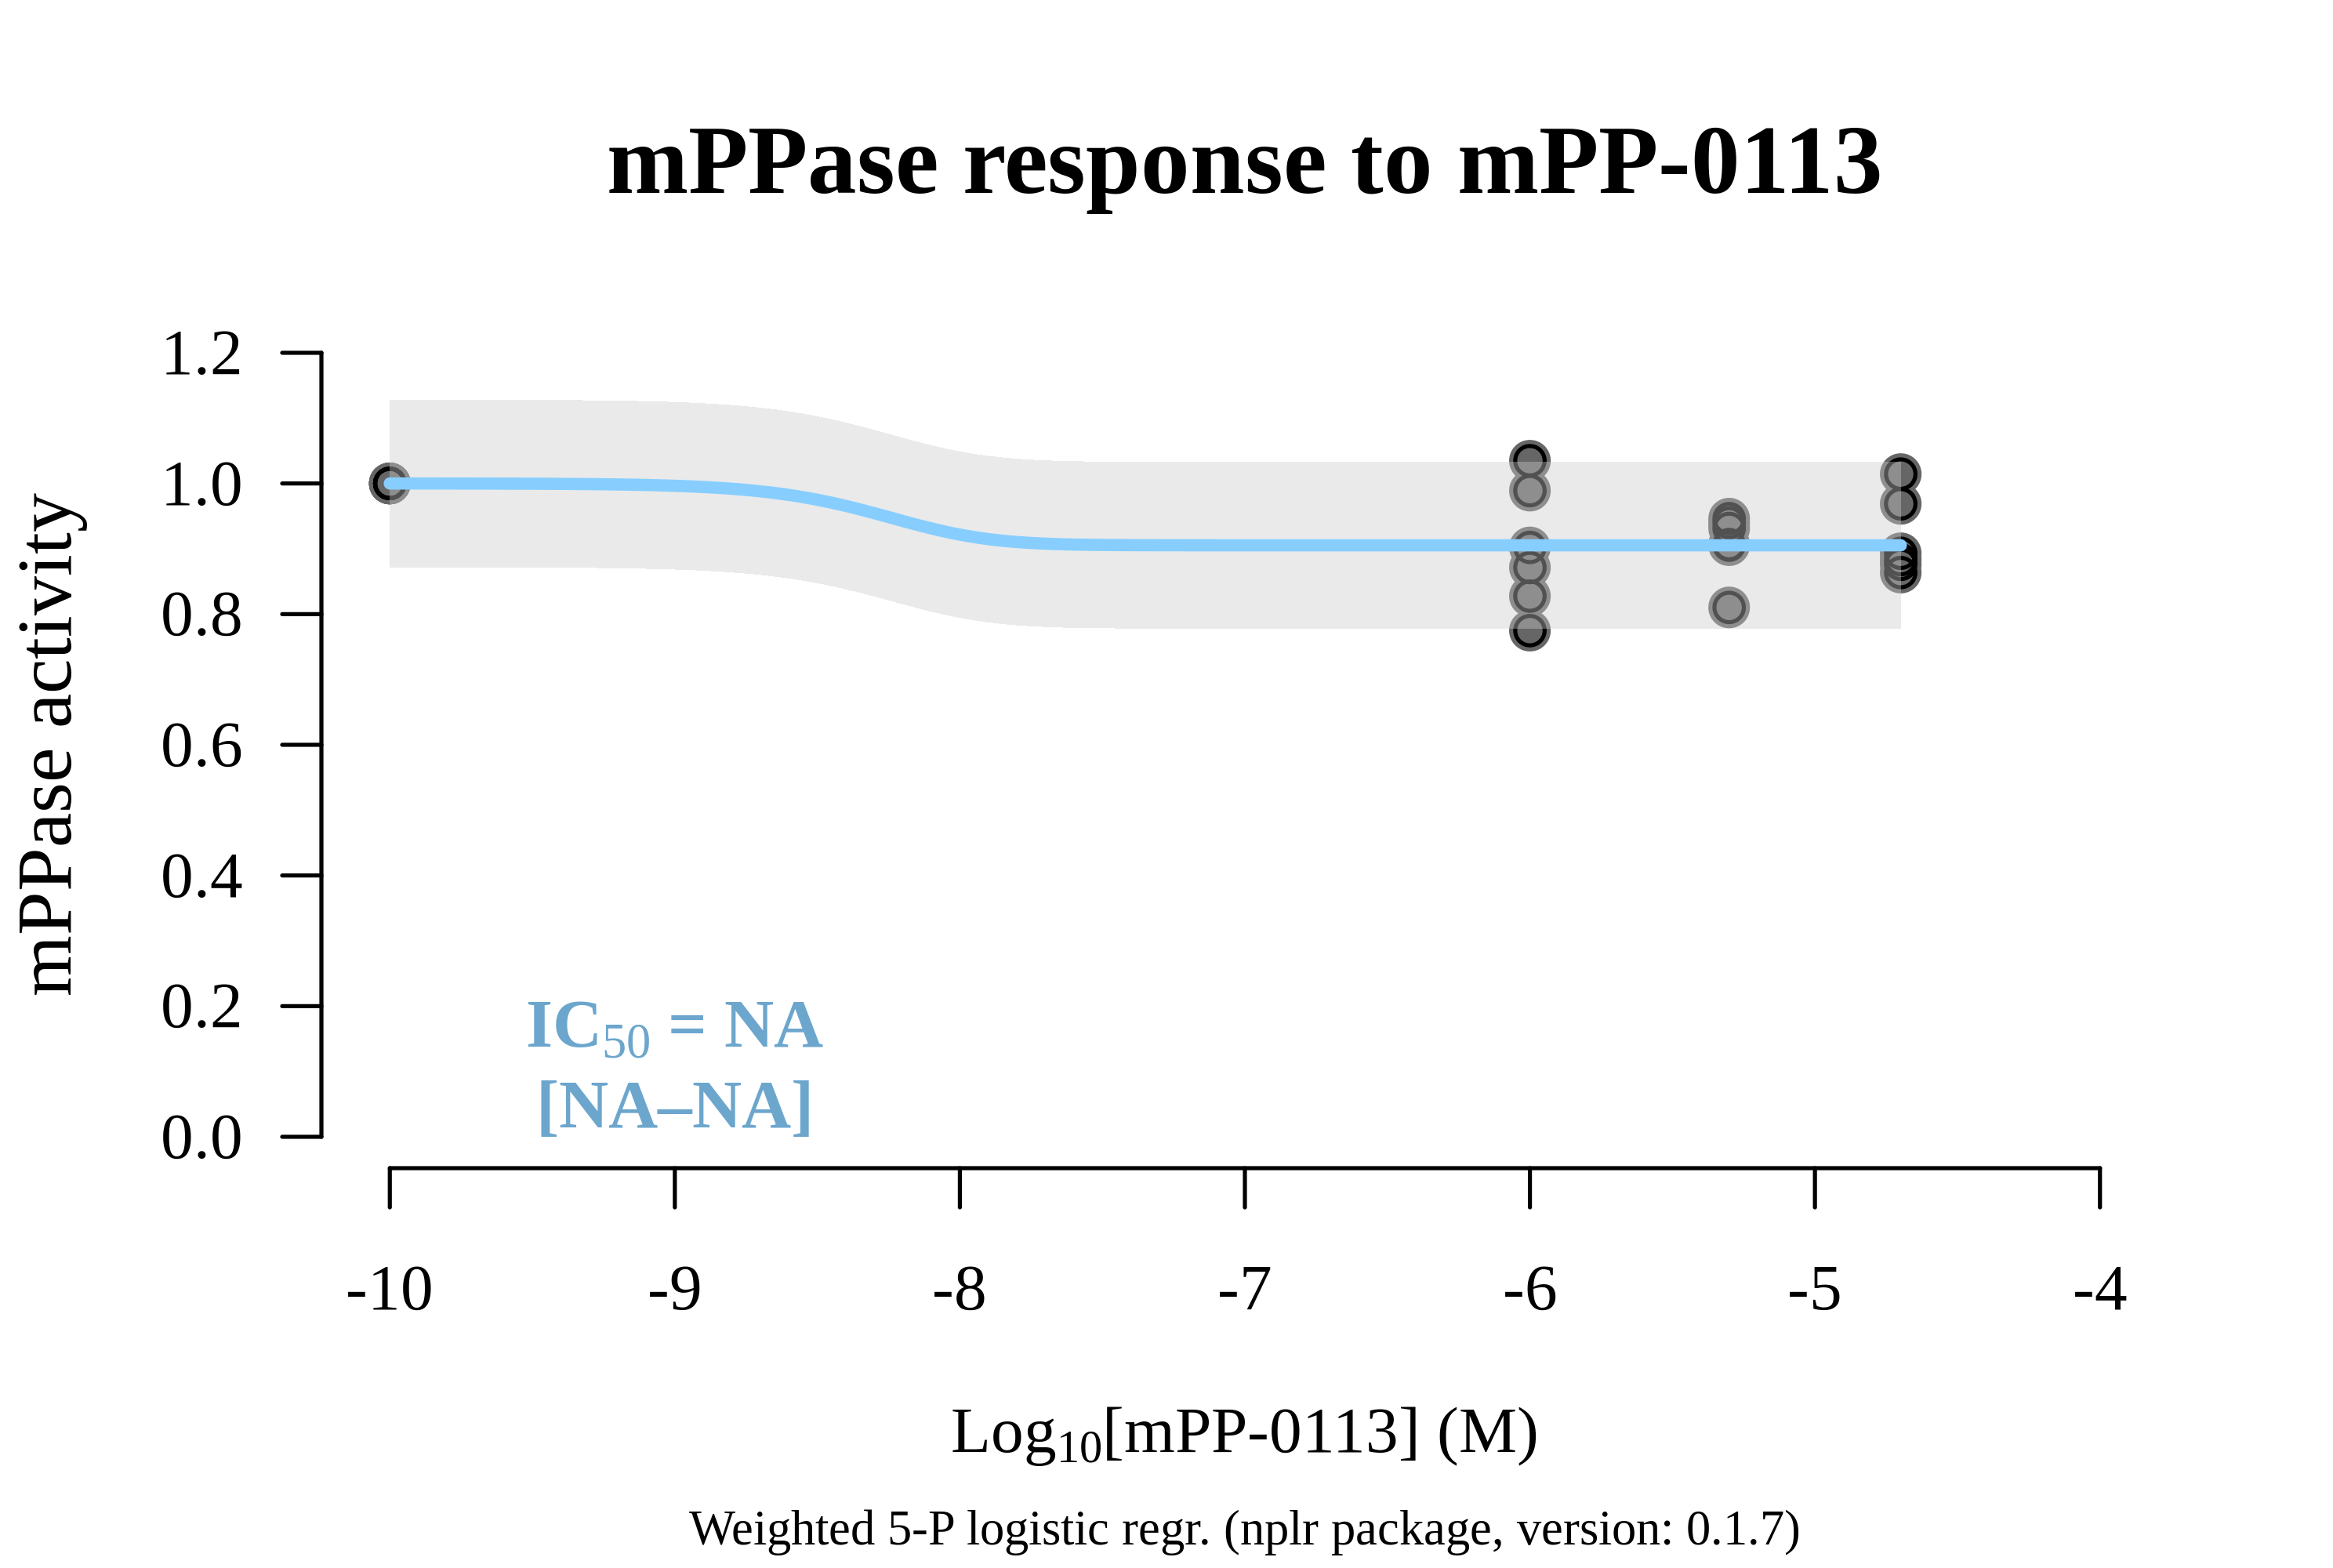 mPPase response to mPP-0113
mPPase activity
1.2
1.0
0.8
0.6
0.4
0.2
0.0
IC50 = NA
[NA–NA]
-10 -9 -8 -7 -6 -5 -4
Log10[mPP-0113] (M)
Weighted 5-P logistic regr. (nplr package, version: 0.1.7)